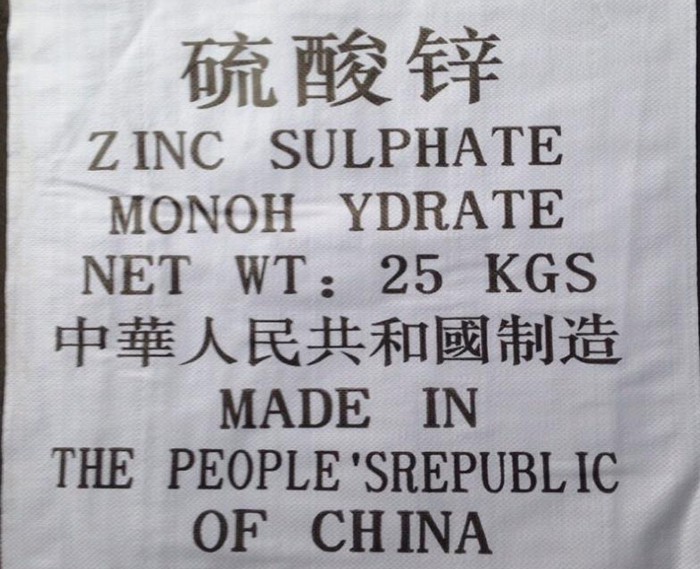 硫酸锌
ZINC SULPHATE
MONOH YDRATE
NET WT: 25 KGS
中華人民共和國制造
MADE IN
THE PEOPLE'SREPUBLIC
OF CHINA